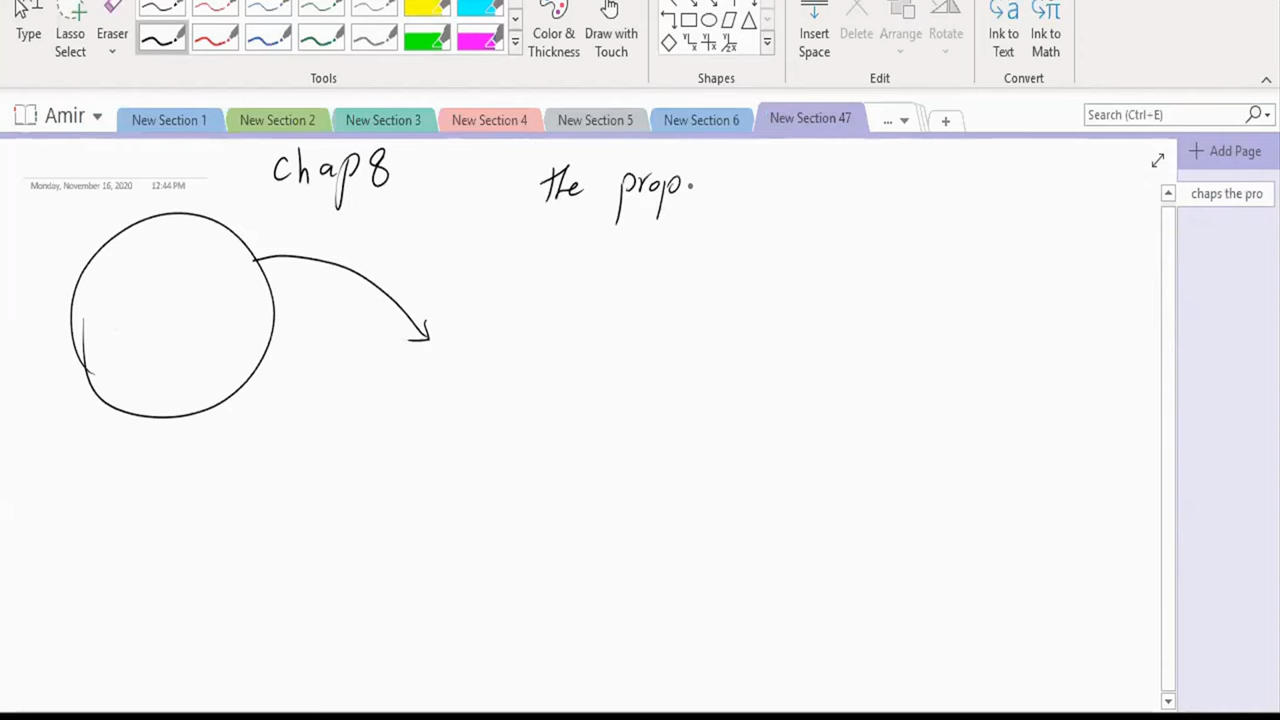 Type
Lasso Select
Eraser
Color & Thickness
Draw with Touch
Insert Space
Delete
Arrange
Rotate
Ink to Text
Ink to Math
Tools
Shapes
Edit
Convert
Amir
New Section 1
New Section 2
New Section 3
New Section 4
New Section 5
New Section 6
New Section 47
...
Search (Ctrl+E)
Add Page
chaps the pro
chap 8
the prop.
Monday, November 16, 2020 12:44 PM